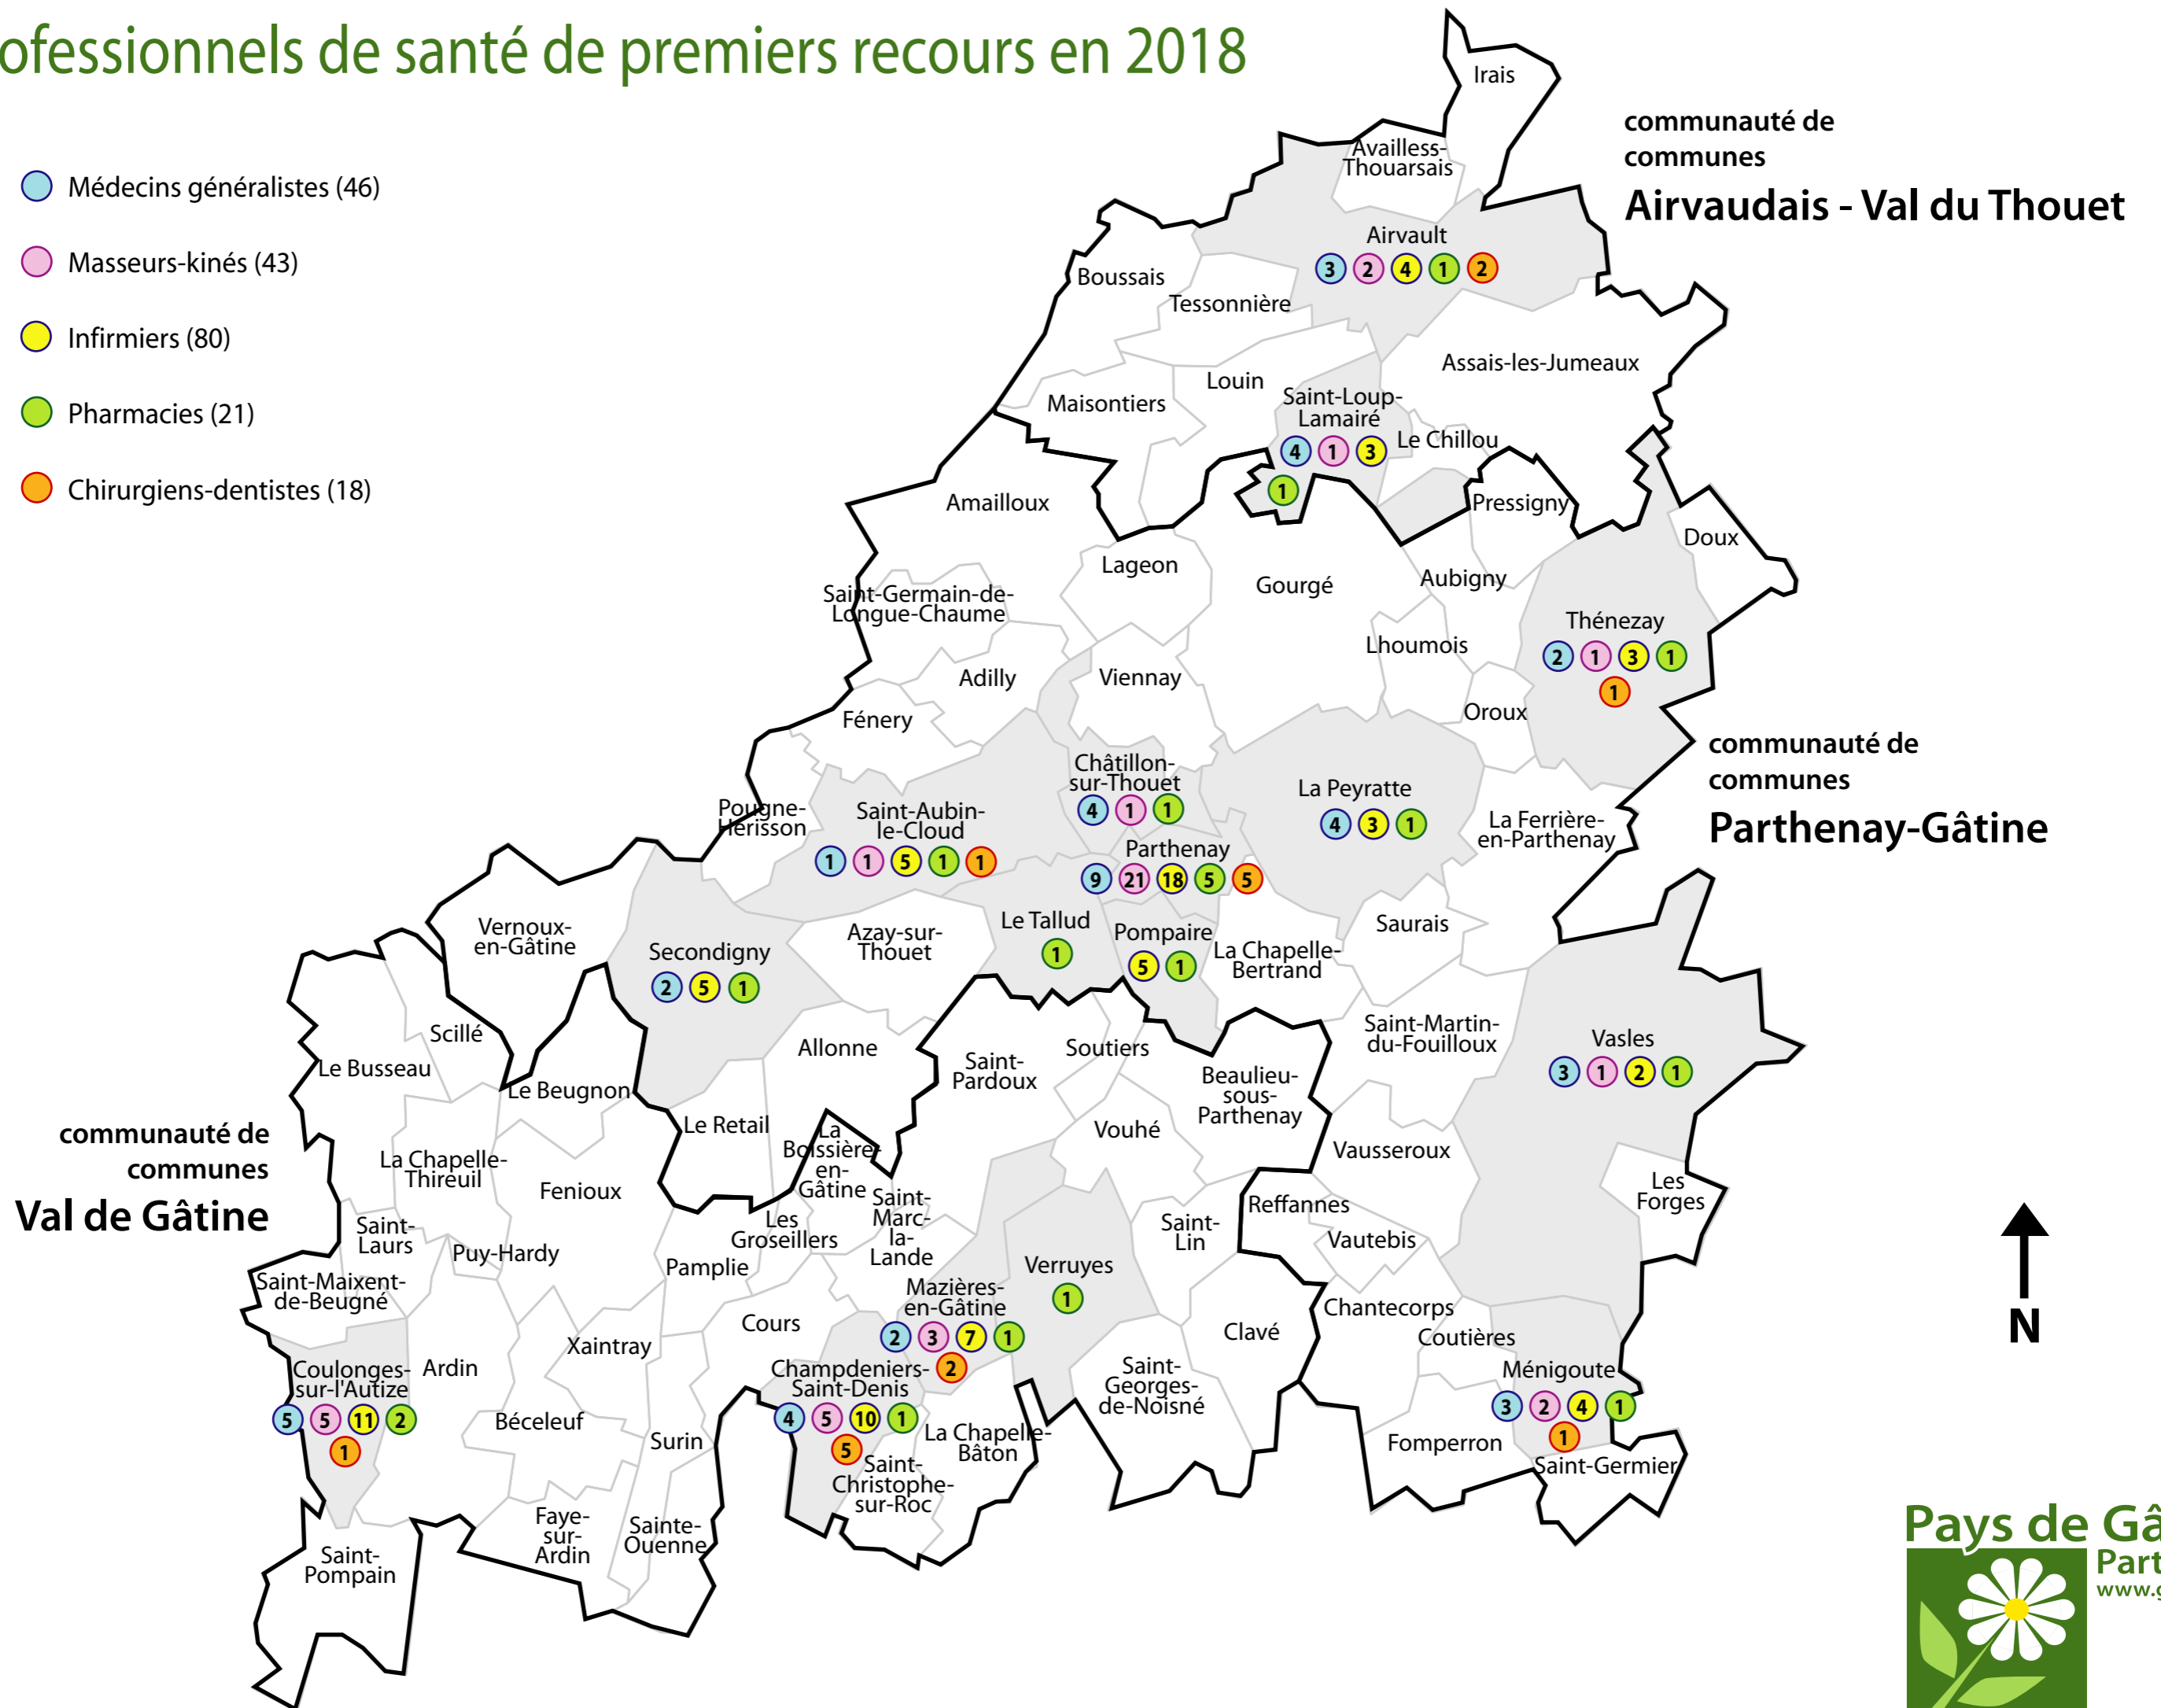 ofessionnels de santé de premiers recours en 2018
Médecins généralistes (46)
Masseurs-kinés (43)
Infirmiers (80)
Pharmacies (21)
Chirurgiens-dentistes (18)
communauté de
communes
Airvaudais - Val du Thouet
Irais
Availless-
Thouarsais
Airvault
3 2 4 1 2
Boussais
Tessonnière
Assais-les-Jumeaux
Louin
Maisontiers
Saint-Loup-
Lamairé
4 1 3
1
Le Chillou
Pressigny
Amailloux
Doux
Lageon
Gourgé
Aubigny
Saint-Germain-de-
Longue-Chaume
Thénezay
2 1 3 1
1
Lhoumois
Adilly
Viennay
Fénery
Oroux
communauté de
communes
Parthenay-Gâtine
Châtillon-
sur-Thouet
4 1 1
La Peyratte
4 3 1
Pougne-
Hérisson
Saint-Aubin-
le-Cloud
1 1 5 1 1
La Ferrière-
en-Parthenay
Parthenay
9 21 18 5 5
Vernoux-
en-Gâtine
Secondigny
2 5 1
Azay-sur-
Thouet
Le Tallud
1
Pompaire
5 1
La Chapelle-
Bertrand
Saurais
Scillé
Le Busseau
Le Beugnon
Allonne
Saint-
Pardoux
Soutiers
Beaulieu-
sous-
Parthenay
Saint-Martin-
du-Fouilloux
Vasles
3 1 2 1
communauté de
communes
Val de Gâtine
Le Retail
La
Boissière-
en-
Gâtine
Vouhé
Vausseroux
La Chapelle-
Thireuil
Fenioux
Les
Forges
Saint-
Marc-
la-
Lande
Reffannes
Saint-
Laurs
Puy-Hardy
Les
Groseillers
Pamplie
Saint-
Lin
Vautebis
Saint-Maixent-
de-Beugné
Verruyes
1
Mazières-
en-Gâtine
2 3 7 1
2
Chantecorps
Coutières
Cours
Clavé
Xaintray
Coulonges-
sur-l'Autize
5 5 11 2
1
Ardin
Champdeniers-
Saint-Denis
4 5 10 1
5
Saint-
Georges-
de-Noisné
Ménigoute
3 2 4 1
1
Béceleuf
Surin
La Chapelle-
Bâton
Fomperron
Saint-Germier
Saint-
Christophe-
sur-Roc
Faye-
sur-
Ardin
Sainte-
Ouenne
Saint-
Pompain
N
Pays de Gâ
Part
www.g